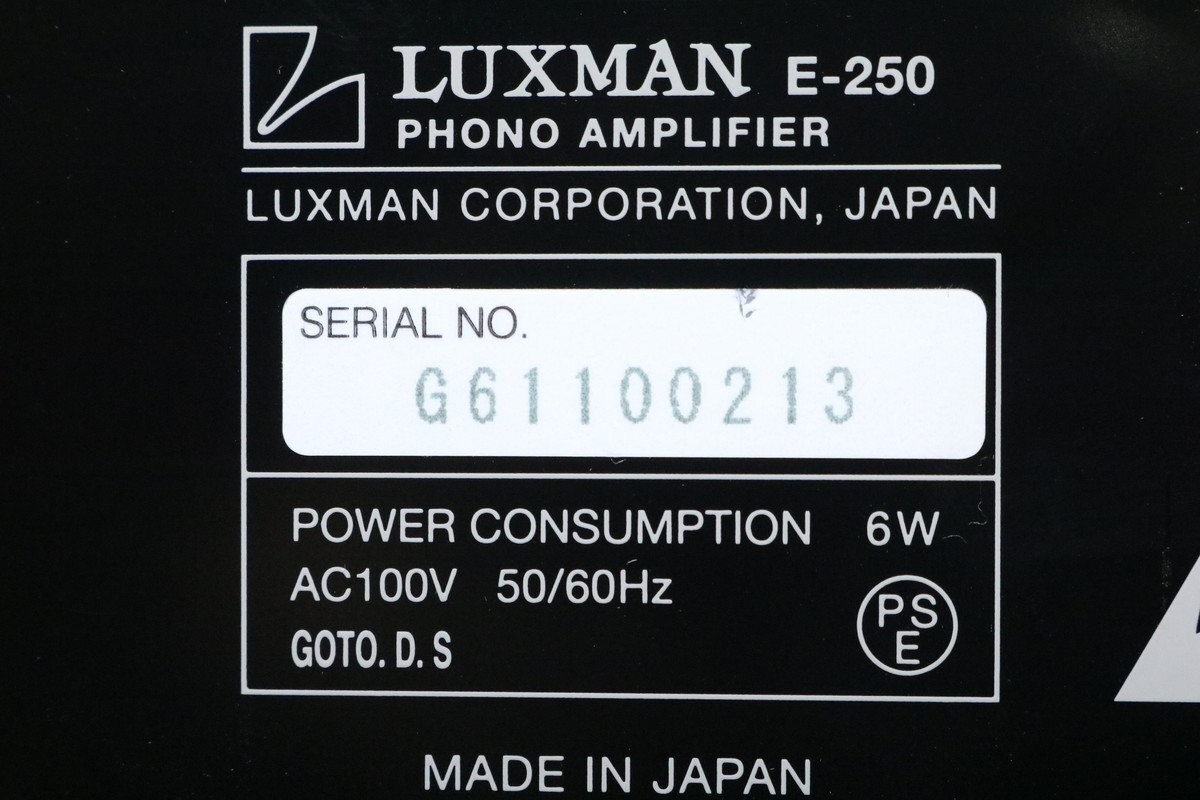 LUXMAN E-250
PHONO AMPLIFIER
LUXMAN CORPORATION, JAPAN
SERIAL NO.
G61100213
POWER CONSUMPTION 6W
AC100V 50/60Hz
GOTO. D. S
PS
E
MADE IN JAPAN